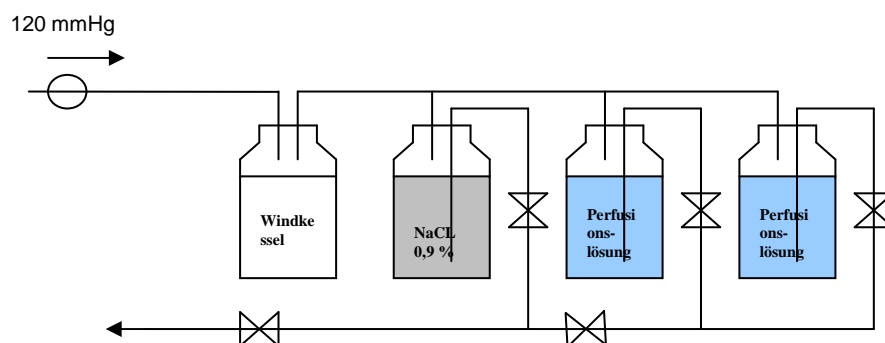 120 mmHg
Windke
ssel
NaCL
0,9 %
Perfusi
ons-
lösung
Perfusi
ons-
lösung